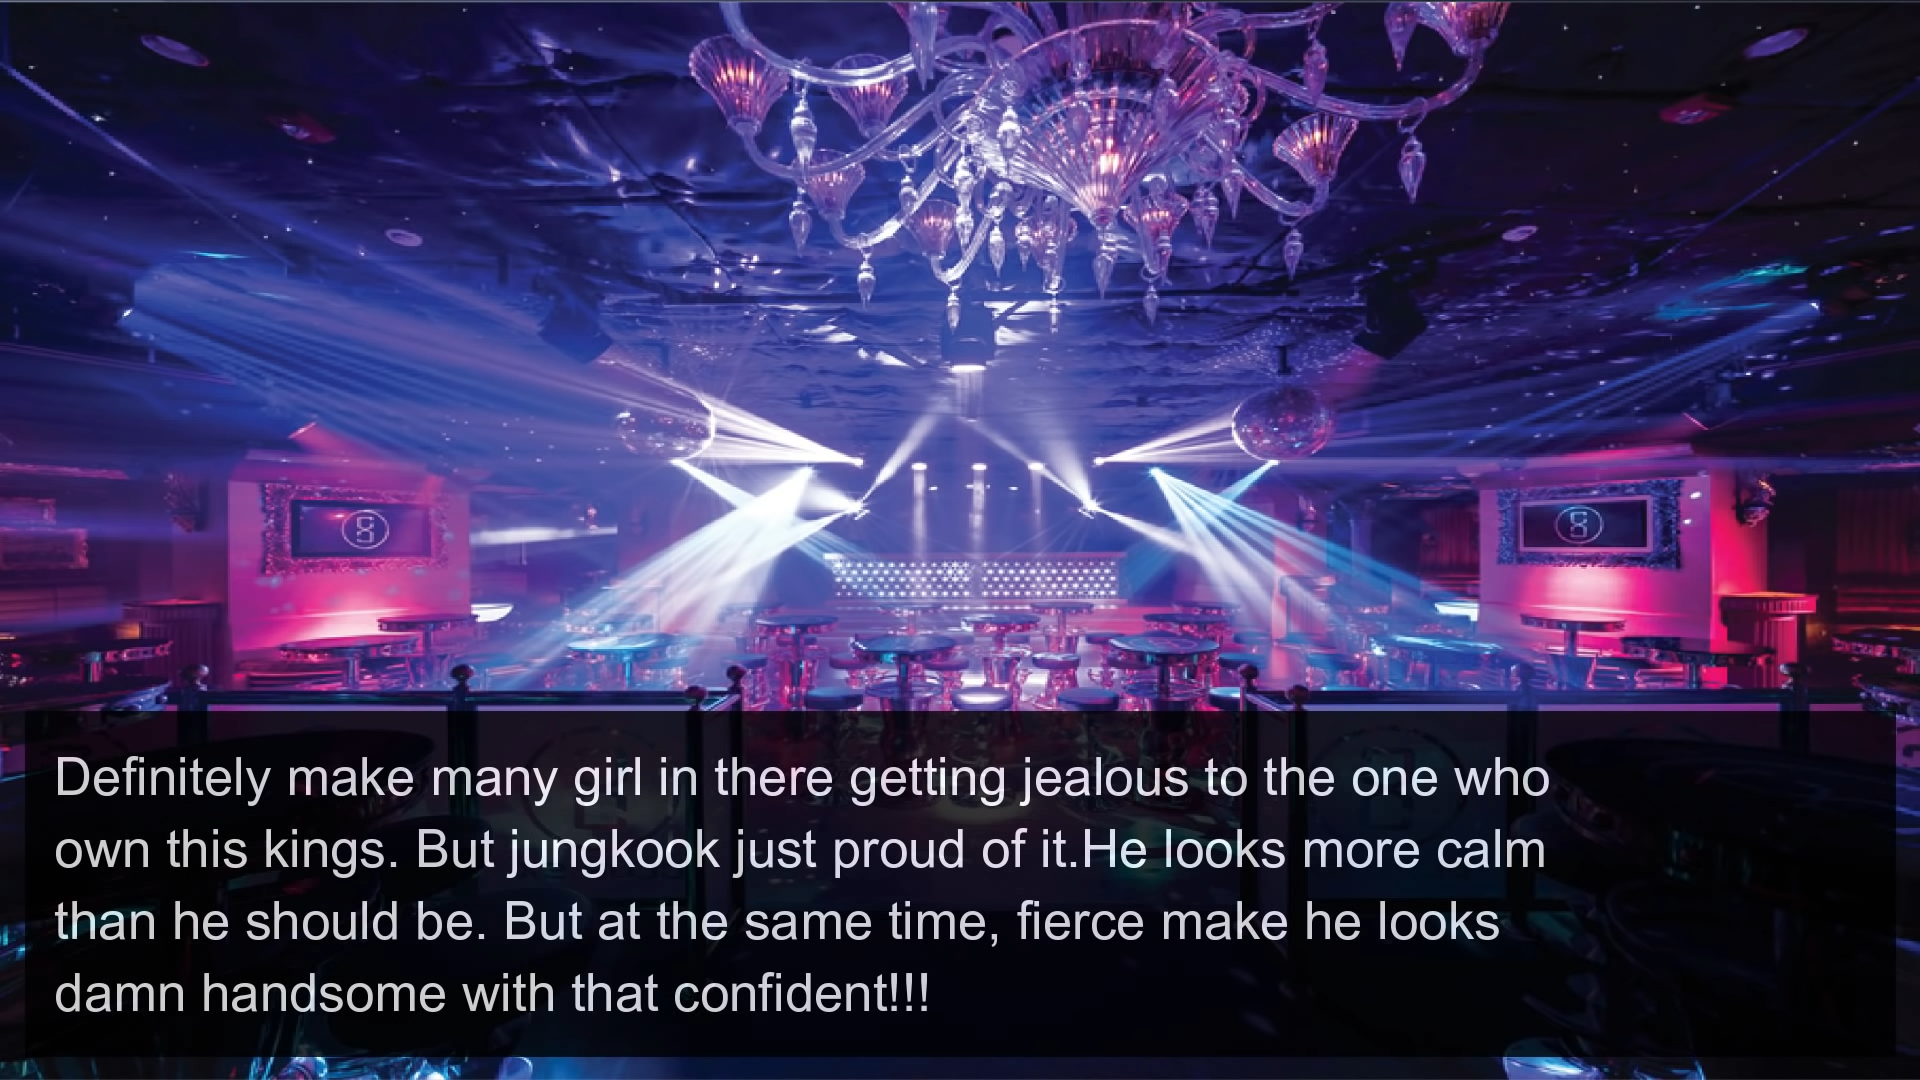 Definitely make many girl in there getting jealous to the one who
own this kings. But jungkook just proud of it.He looks more calm
than he should be. But at the same time, fierce make he looks
damn handsome with that confident!!!